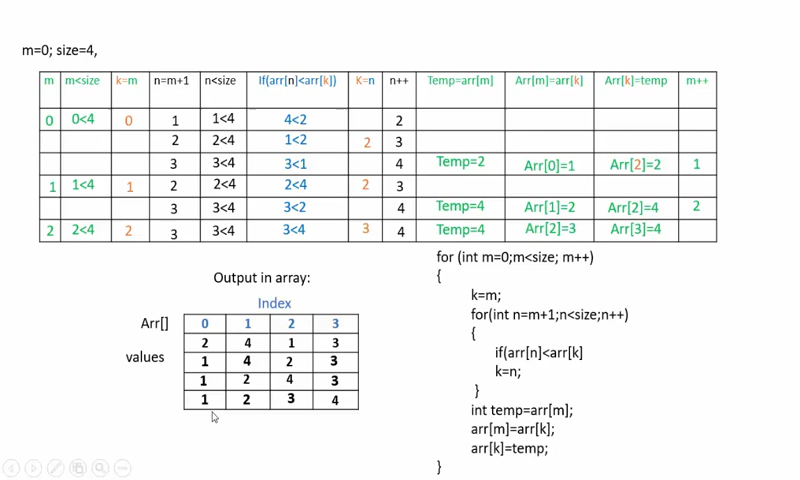 m=0; size=4,
m m<size k=m n=m+1 n<size If(arr[n]<arr[k]) K=n n++ Temp=arr[m] Arr[m]=arr[k] Arr[k]=temp m++
0 0<4 0 1 1<4 4<2 2
2 2<4 1<2 2 3
3 3<4 3<1 4 Temp=2 Arr[0]=1 Arr[2]=2 1
1 1<4 1 2 2<4 2<4 2 3
3 3<4 3<2 4 Temp=4 Arr[1]=2 Arr[2]=4 2
2 2<4 2 3 3<4 3<4 3 4 Temp=4 Arr[2]=3 Arr[3]=4
Output in array:
Index
Arr[] 0 1 2 3
values
2 4 1 3
1 4 2 3
1 2 4 3
1 2 3 4
for (int m=0;m<size; m++)
{
k=m;
for(int n=m+1;n<size;n++)
{
if(arr[n]<arr[k]
k=n;
}
int temp=arr[m];
arr[m]=arr[k];
arr[k]=temp;
}